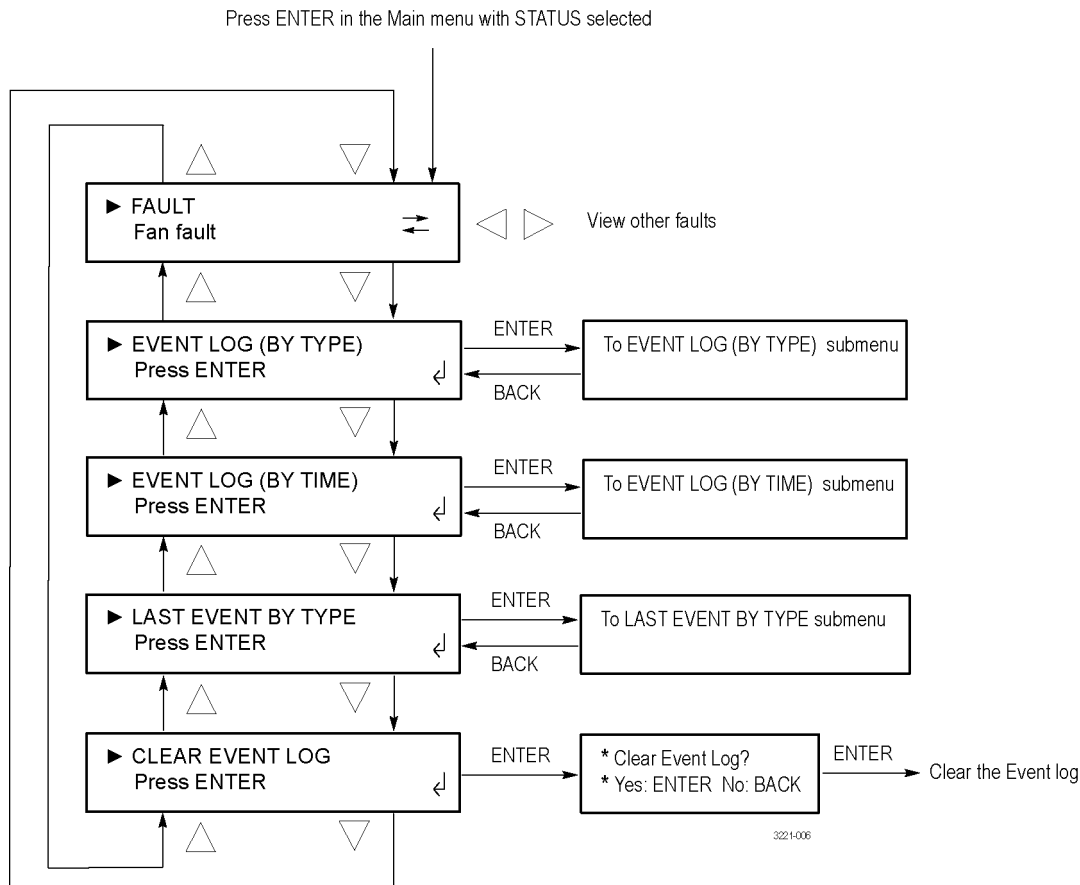 Press ENTER in the Main menu with STATUS selected
► FAULT
Fan fault
View other faults
► EVENT LOG (BY TYPE)
Press ENTER
ENTER
BACK
To EVENT LOG (BY TYPE) submenu
► EVENT LOG (BY TIME)
Press ENTER
ENTER
BACK
To EVENT LOG (BY TIME) submenu
► LAST EVENT BY TYPE
Press ENTER
ENTER
BACK
To LAST EVENT BY TYPE submenu
► CLEAR EVENT LOG
Press ENTER
ENTER
* Clear Event Log?
* Yes: ENTER No: BACK
ENTER
Clear the Event log
3221-006